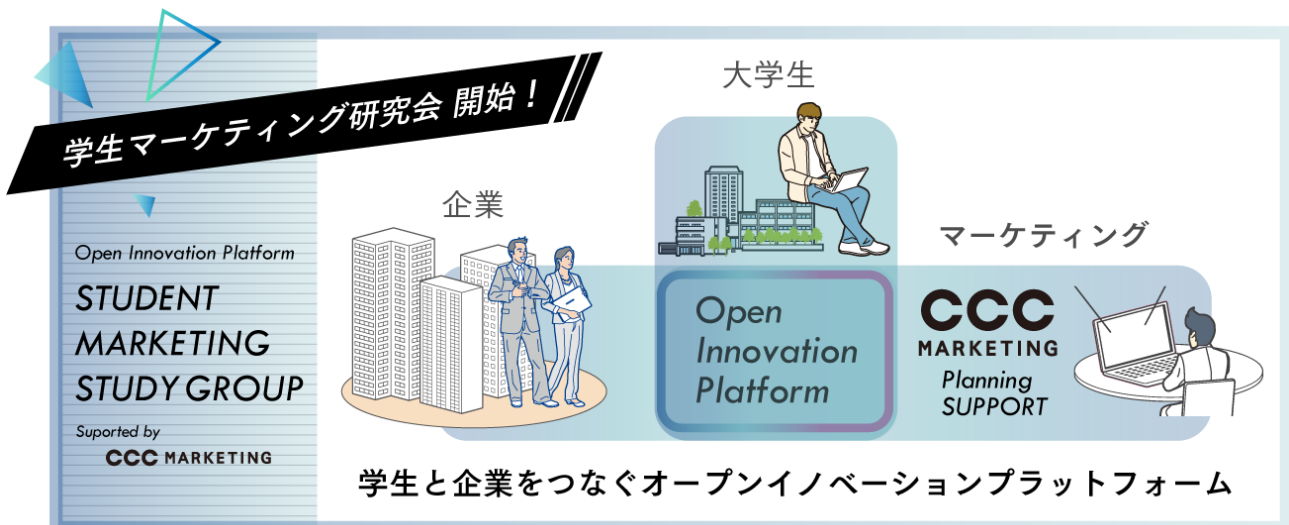 学生マーケティング研究会 開始！
Open Innovation Platform
STUDENT
MARKETING
STUDY GROUP
Suported by
CCC MARKETING
企業
大学生
マーケティング
Open
Innovation
Platform
CCC
MARKETING
Planning
SUPPORT
学生と企業をつなぐオープンイノベーションプラットフォーム